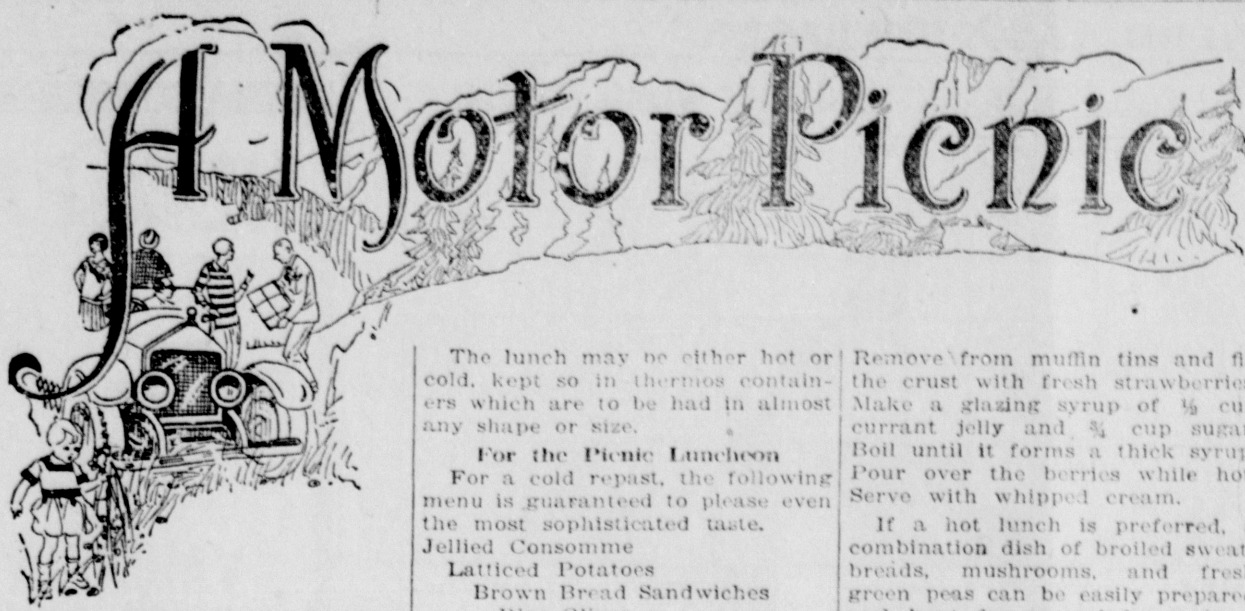 A Motor Picnic
The lunch may be either hot or
cold, kept so in thermos contain-
ers which are to be had in almost
any shape or size.
For the Picnic Luncheon
For a cold repast, the following
menu is guaranteed to please even
the most sophisticated taste.
Jellied Consomme
Latticed Potatoes
Brown Bread Sandwiches
Remove from muffin tins and fi
the crust with fresh strawberries
Make a glazing syrup of ½ cu
currant jelly and ¾ cup sugar
Boil until it forms a thick syrup
Pour over the berries while ho
Serve with whipped cream.
If a hot lunch is preferred,
combination dish of broiled sweat
breads, mushrooms, and fres
green peas can be easily prepare